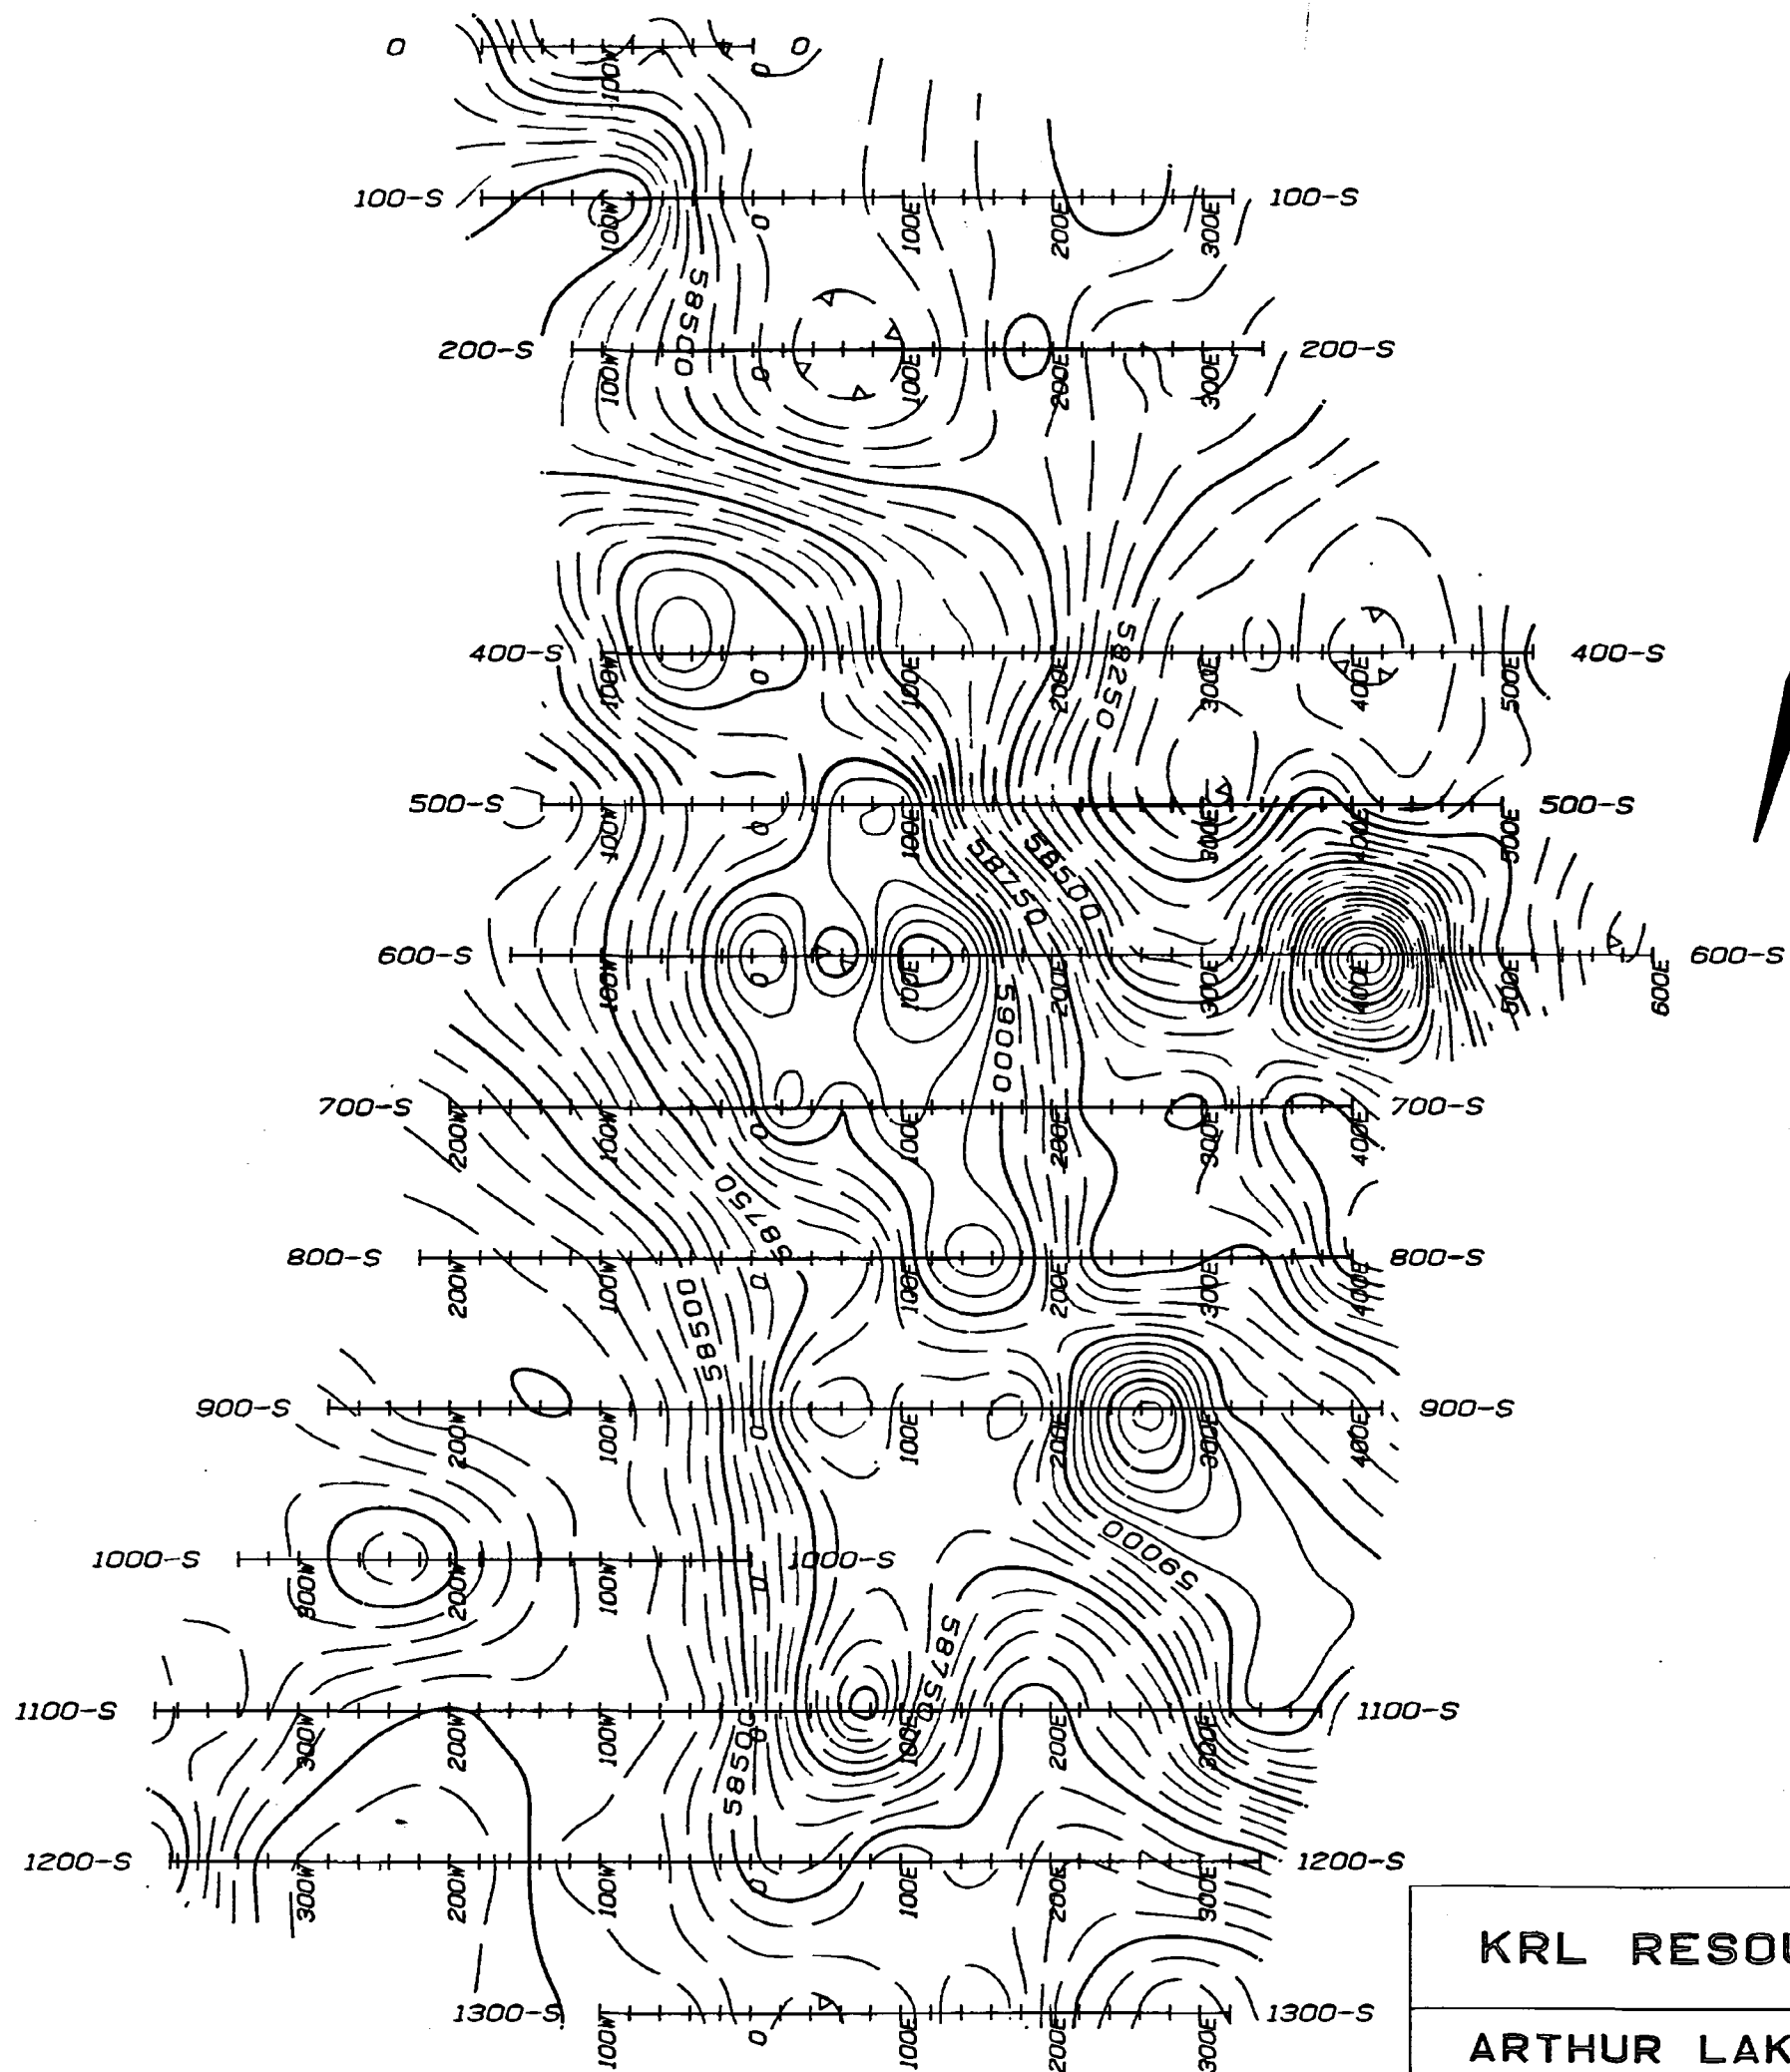 0 0
100W 0
100-S 100-S
100W 0 100E 200E 300E
58500
200-S 200-S
100W 0 100E 200E 300E
400-S 58250 400-S
100W 0 100E 200E 300E 400E 500E
500-S 500-S
100W 0 100E 300E 400E 500E
58750 58500
600-S 600-S
100W 0 100E 200E 300E 400E 500E 600E
59000
700-S 700-S
200W 100W 0 100E 200E 300E 400E
58750
800-S 800-S
200W 100W 0 100E 200E 300E 400E
58500
900-S 900-S
200W 100W 0 100E 200E 300E 400E
59000
1000-S 1000-S
300W 200W 100W 0
58750
1100-S 1100-S
300W 200W 100W 0 100E 200E 300E
58500
1200-S 1200-S
300W 200W 100W 0 100E 200E 300E
KRL RESOU
1300-S 1300-S
100W 0 100E 200E 300E
ARTHUR LAK